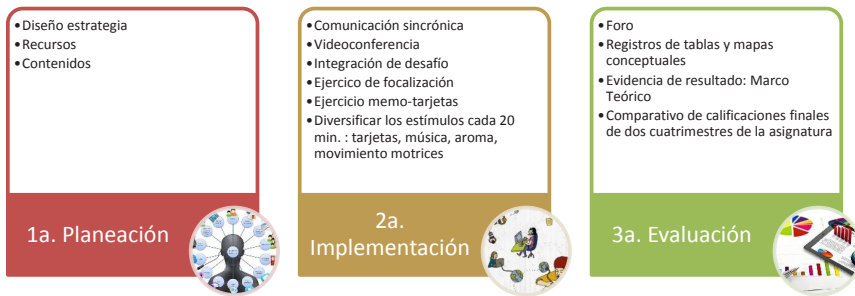 •Diseño estrategia
•Recursos
•Contenidos
1a. Planeación
•Comunicación sincrónica
•Videoconferencia
•Integración de desafío
•Ejercico de focalización
•Ejercicio memo-tarjetas
•Diversificar los estímulos cada 20
min. : tarjetas, música, aroma,
movimiento motrices
2a.
Implementación
•Foro
•Registros de tablas y mapas
conceptuales
•Evidencia de resultado: Marco
Teórico
•Comparativo de calificaciones finales
de dos cuatrimestres de la asignatura
3a. Evaluación